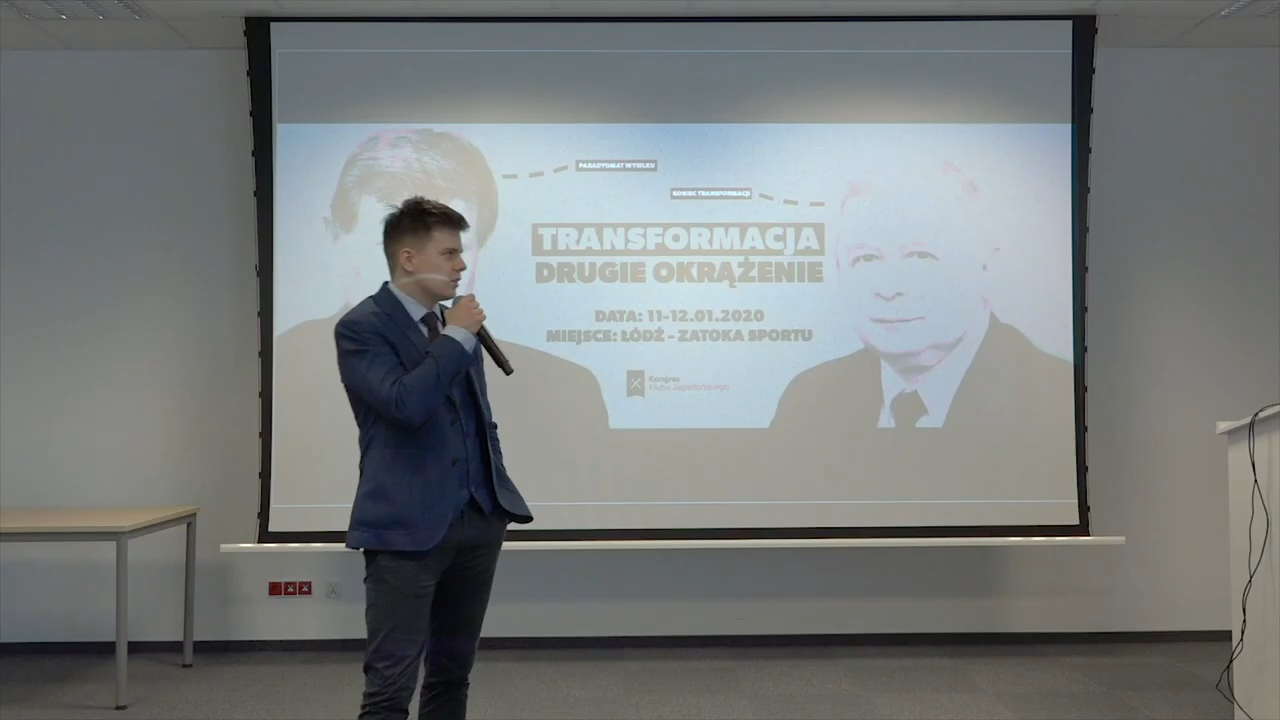 PARADYGMAT WYSIŁKU
KONIEC TRANSFORMACJI
TRANSFORMACJA
DRUGIE OKRĄŻENIE
DATA: 11-12.01.2020
MIEJSCE: ŁÓDŹ - ZATOKA SPORTU
Kongres
Klubu Jagiellońskiego